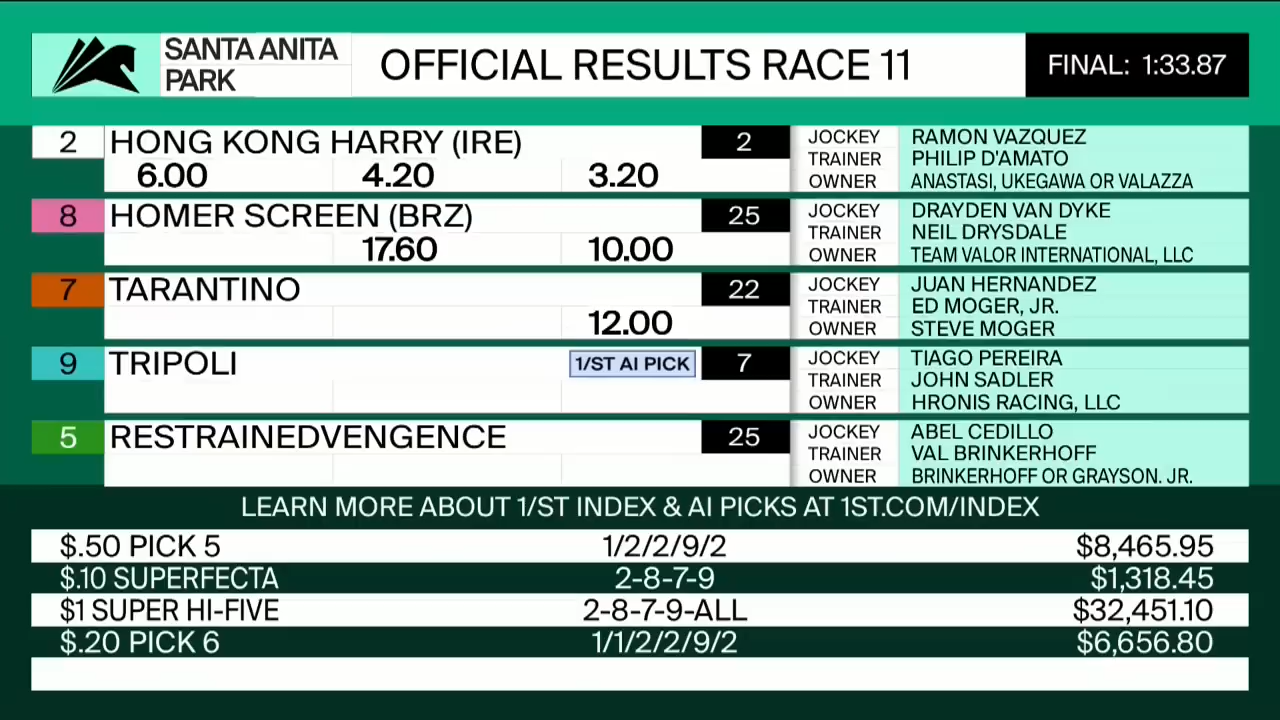 SANTA ANITA
PARK
OFFICIAL RESULTS RACE 11
FINAL: 1:33.87
2 HONG KONG HARRY (IRE) 2
6.00 4.20 3.20
JOCKEY RAMON VAZQUEZ
TRAINER PHILIP D'AMATO
OWNER ANASTASI, UKEGAWA OR VALAZZA
8 HOMER SCREEN (BRZ) 25
17.60 10.00
JOCKEY DRAYDEN VAN DYKE
TRAINER NEIL DRYSDALE
OWNER TEAM VALOR INTERNATIONAL, LLC
7 TARANTINO 22
12.00
JOCKEY JUAN HERNANDEZ
TRAINER ED MOGER, JR.
OWNER STEVE MOGER
9 TRIPOLI 1/ST AI PICK 7
JOCKEY TIAGO PEREIRA
TRAINER JOHN SADLER
OWNER HRONIS RACING, LLC
5 RESTRAINEDVENGENCE 25
JOCKEY ABEL CEDILLO
TRAINER VAL BRINKERHOFF
OWNER BRINKERHOFF OR GRAYSON. JR.
LEARN MORE ABOUT 1/ST INDEX & AI PICKS AT 1ST.COM/INDEX
$.50 PICK 5 1/2/2/9/2 $8,465.95
$.10 SUPERFECTA 2-8-7-9 $1,318.45
$1 SUPER HI-FIVE 2-8-7-9-ALL $32,451.10
$.20 PICK 6 1/1/2/2/9/2 $6,656.80